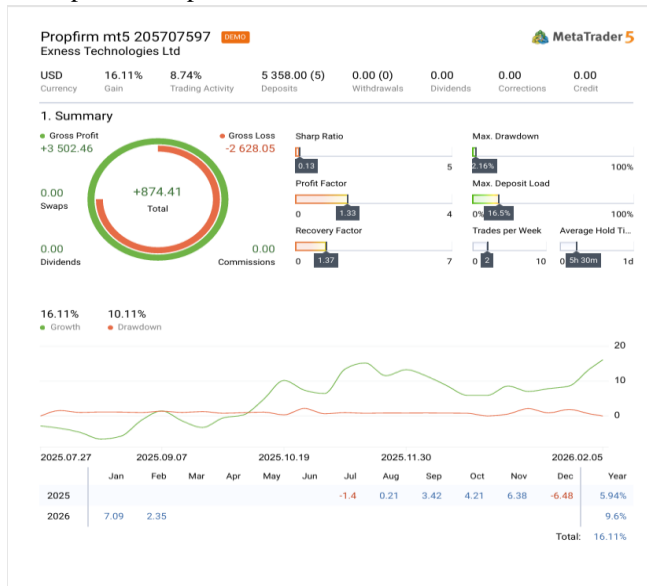 Propfirm mt5 205707597 DEMO
Exness Technologies Ltd
MetaTrader 5
USD 16.11% 8.74% 5 358.00 (5) 0.00 (0) 0.00 0.00 0.00
Currency Gain Trading Activity Deposits Withdrawals Dividends Corrections Credit
1. Summary
Gross Profit
+3 502.46
Gross Loss
-2 628.05
0.00
Swaps
+874.41
Total
0.00
Dividends
0.00
Commissions
Sharp Ratio
0.13 5
Profit Factor
0 1.33 4
Recovery Factor
0 1.37 7
Max. Drawdown
2.16% 100%
Max. Deposit Load
0% 16.5% 100%
Trades per Week
0 2 10
Average Hold Ti...
0 5h 30m 1d
16.11% 10.11%
Growth Drawdown
20
10
0
2025.07.27 2025.09.07 2025.10.19 2025.11.30 2026.02.05
Jan Feb Mar Apr May Jun Jul Aug Sep Oct Nov Dec Year
2025 -1.4 0.21 3.42 4.21 6.38 -6.48 5.94%
2026 7.09 2.35 9.6%
Total: 16.11%